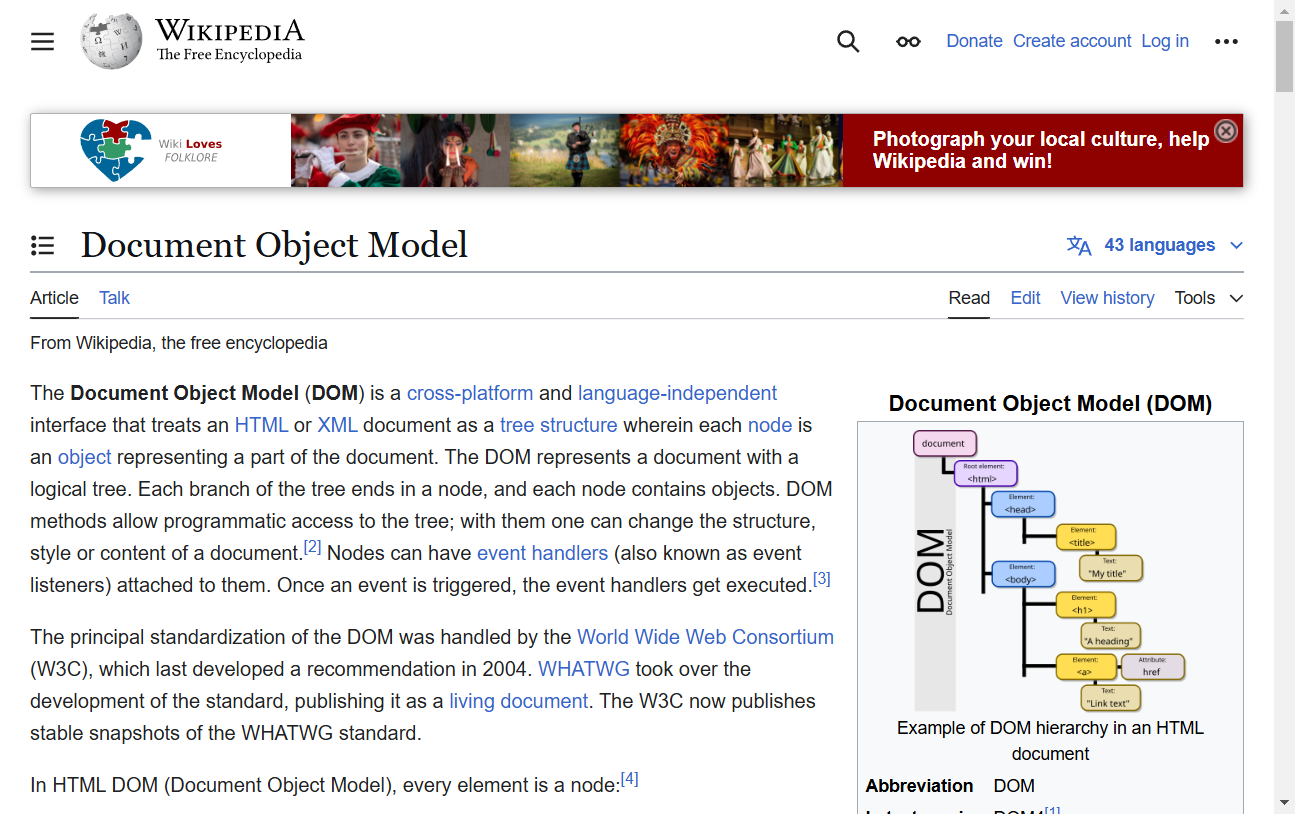 WIKIPEDIA
The Free Encyclopedia
Donate Create account Log in
Wiki Loves
FOLKLORE
Photograph your local culture, help
Wikipedia and win!
Document Object Model
43 languages
Article Talk
Read Edit View history Tools
From Wikipedia, the free encyclopedia
The Document Object Model (DOM) is a cross-platform and language-independent
interface that treats an HTML or XML document as a tree structure wherein each node is
an object representing a part of the document. The DOM represents a document with a
logical tree. Each branch of the tree ends in a node, and each node contains objects. DOM
methods allow programmatic access to the tree; with them one can change the structure,
style or content of a document.[2] Nodes can have event handlers (also known as event
listeners) attached to them. Once an event is triggered, the event handlers get executed.[3]
The principal standardization of the DOM was handled by the World Wide Web Consortium
(W3C), which last developed a recommendation in 2004. WHATWG took over the
development of the standard, publishing it as a living document. The W3C now publishes
stable snapshots of the WHATWG standard.
In HTML DOM (Document Object Model), every element is a node:[4]
Document Object Model (DOM)
document
Root element:
<html>
Element:
<head>
Element:
<title>
Text:
"My title"
Element:
<body>
Element:
<h1>
Text:
"A heading"
Element:
<a>
Attribute:
href
Text:
"Link text"
DOM
Document Object Model
Example of DOM hierarchy in an HTML
document
Abbreviation DOM